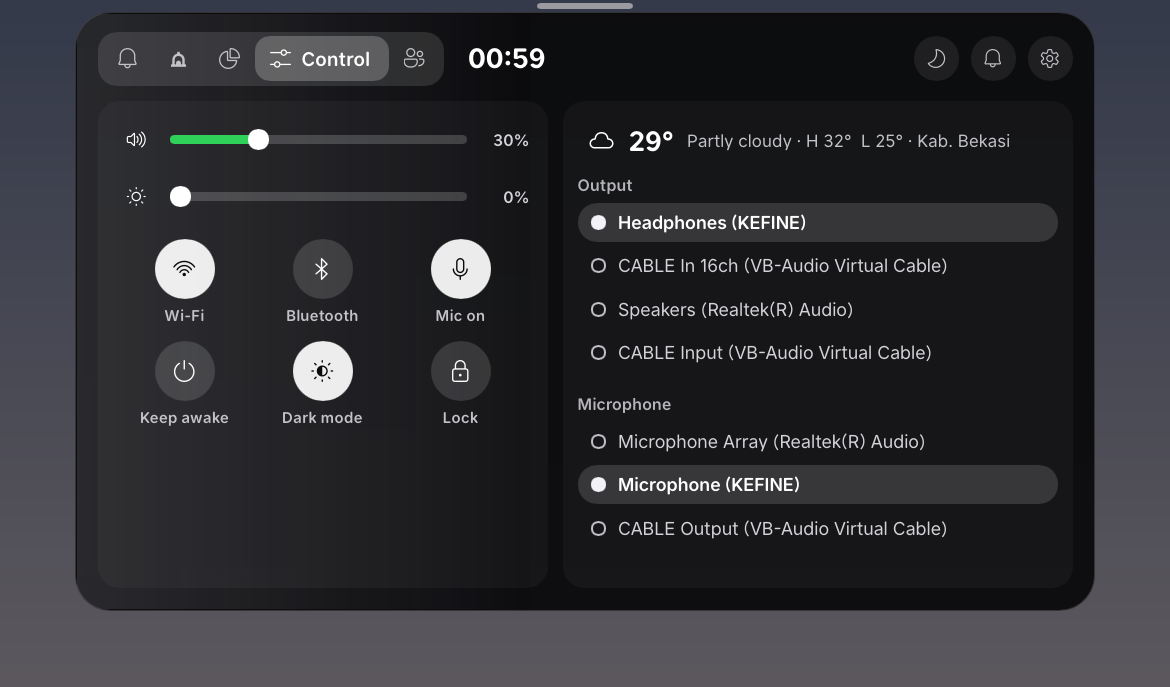 Control
00:59
30%
0%
Wi-Fi
Bluetooth
Mic on
Keep awake
Dark mode
Lock
29° Partly cloudy · H 32° L 25° · Kab. Bekasi
Output
Headphones (KEFINE)
CABLE In 16ch (VB-Audio Virtual Cable)
Speakers (Realtek(R) Audio)
CABLE Input (VB-Audio Virtual Cable)
Microphone
Microphone Array (Realtek(R) Audio)
Microphone (KEFINE)
CABLE Output (VB-Audio Virtual Cable)